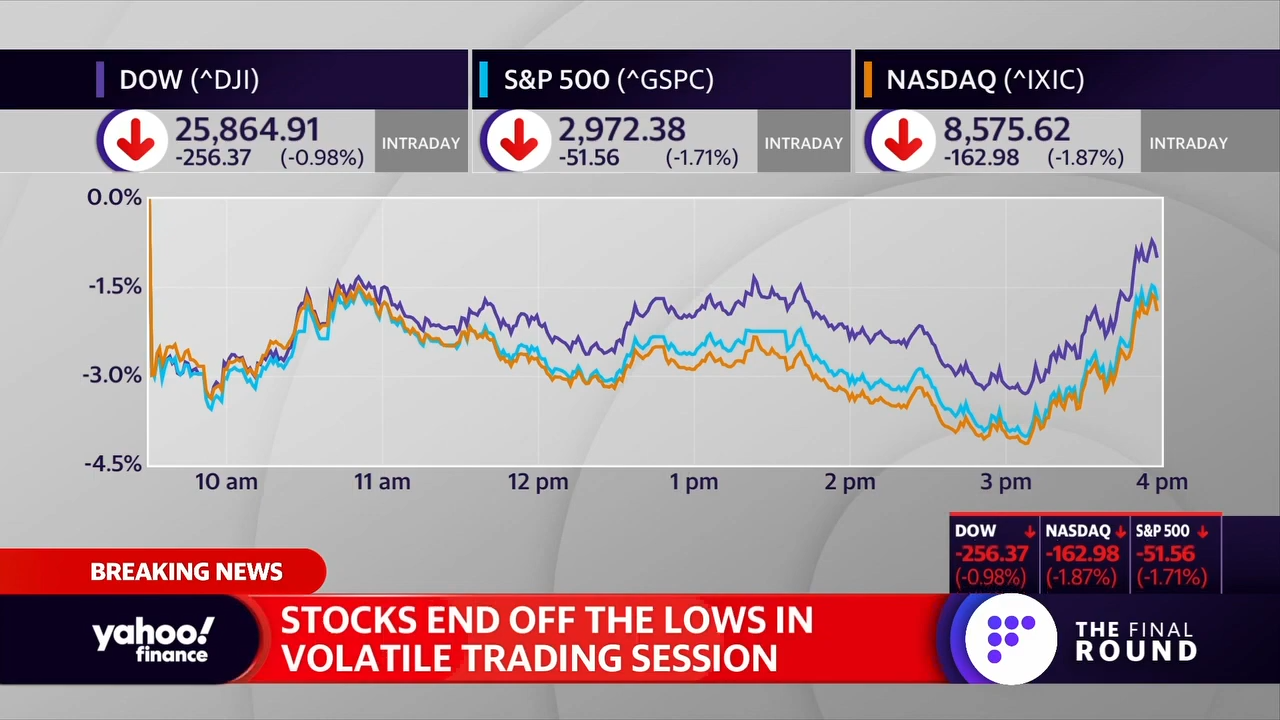 DOW (^DJI)
25,864.91
-256.37 (-0.98%)
INTRADAY
S&P 500 (^GSPC)
2,972.38
-51.56 (-1.71%)
INTRADAY
NASDAQ (^IXIC)
8,575.62
-162.98 (-1.87%)
INTRADAY
0.0%
-1.5%
-3.0%
-4.5%
10 am 11 am 12 pm 1 pm 2 pm 3 pm 4 pm
DOW
-256.37
(-0.98%)
NASDAQ
-162.98
(-1.87%)
S&P 500
-51.56
(-1.71%)
BREAKING NEWS
yahoo!
finance
STOCKS END OFF THE LOWS IN
VOLATILE TRADING SESSION
THE FINAL
ROUND